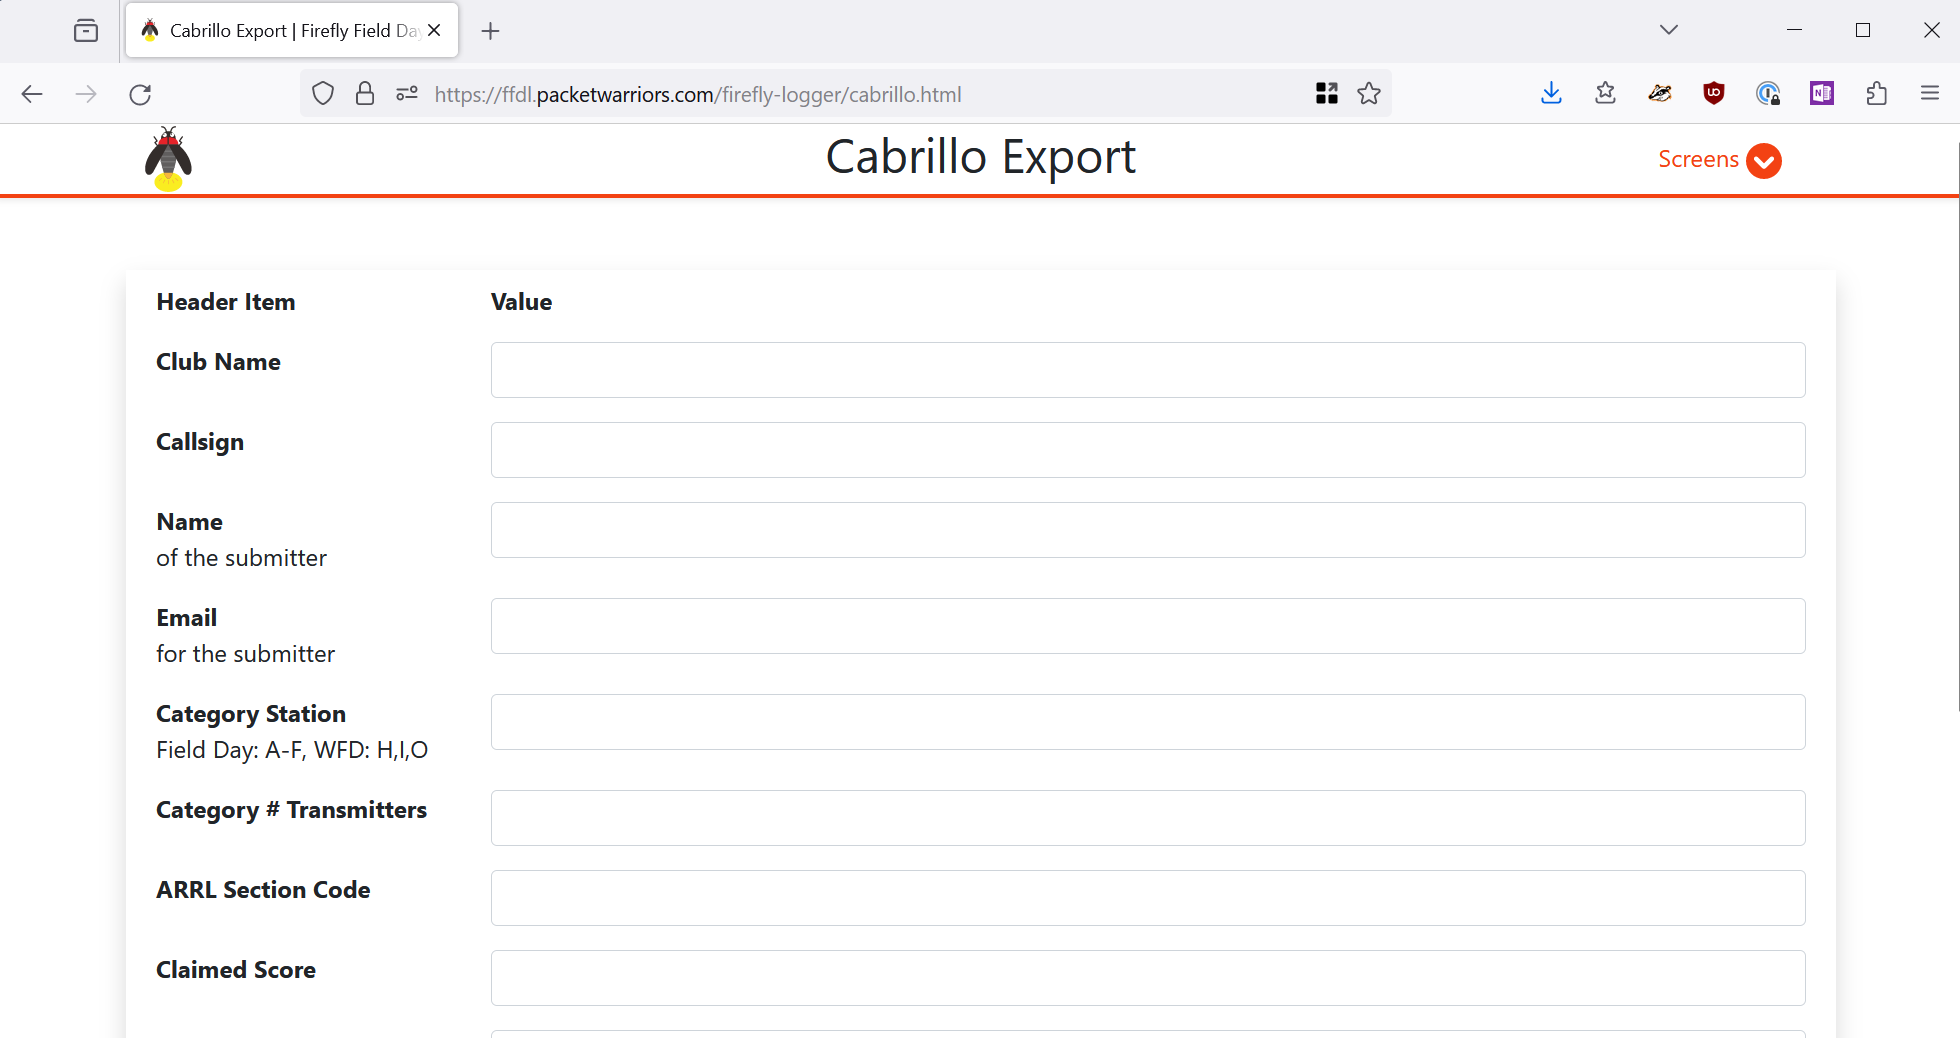 Cabrillo Export | Firefly Field Da
https://ffdl.packetwarriors.com/firefly-logger/cabrillo.html
Cabrillo Export
Screens
Header Item Value
Club Name
Callsign
Name
of the submitter
Email
for the submitter
Category Station
Field Day: A-F, WFD: H,I,O
Category # Transmitters
ARRL Section Code
Claimed Score